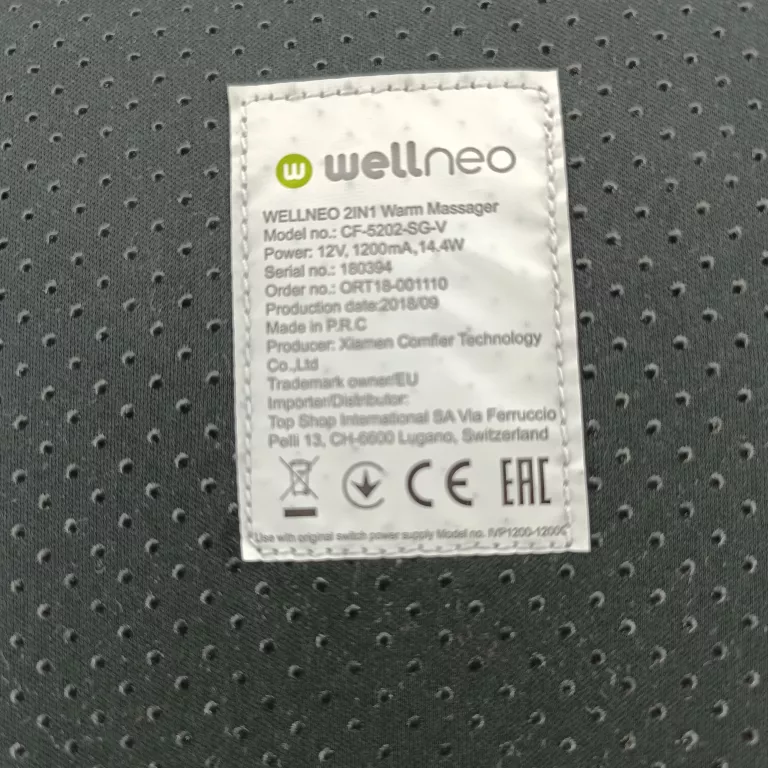 w wellneo
WELLNEO 2IN1 Warm Massager
Model no.: CF-5202-SG-V
Power: 12V, 1200mA,14.4W
Serial no.: 180394
Order no.: ORT18-001110
Production date:2018/09
Made in P.R.C
Producer: Xiamen Comfier Technology
Co.,Ltd
Trademark owner/EU
Importer/Distributor:
Top Shop International SA Via Ferruccio
Pelli 13, CH-6600 Lugano, Switzerland
CE EAC
Use with original switch power supply Model no.